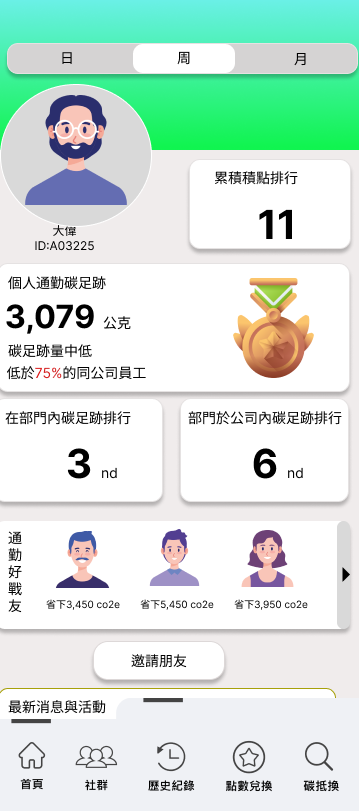 日
周
月
大偉
ID:A03225
累積積點排行
11
個人通勤碳足跡
3,079 公克
碳足跡量中低
低於75%的同公司員工
在部門內碳足跡排行
3 nd
部門於公司內碳足跡排行
6 nd
通勤好戰友
省下3,450 co2e
省下5,450 co2e
省下3,950 co2e
邀請朋友
最新消息與活動
首頁
社群
歷史紀錄
點數兌換
碳抵換